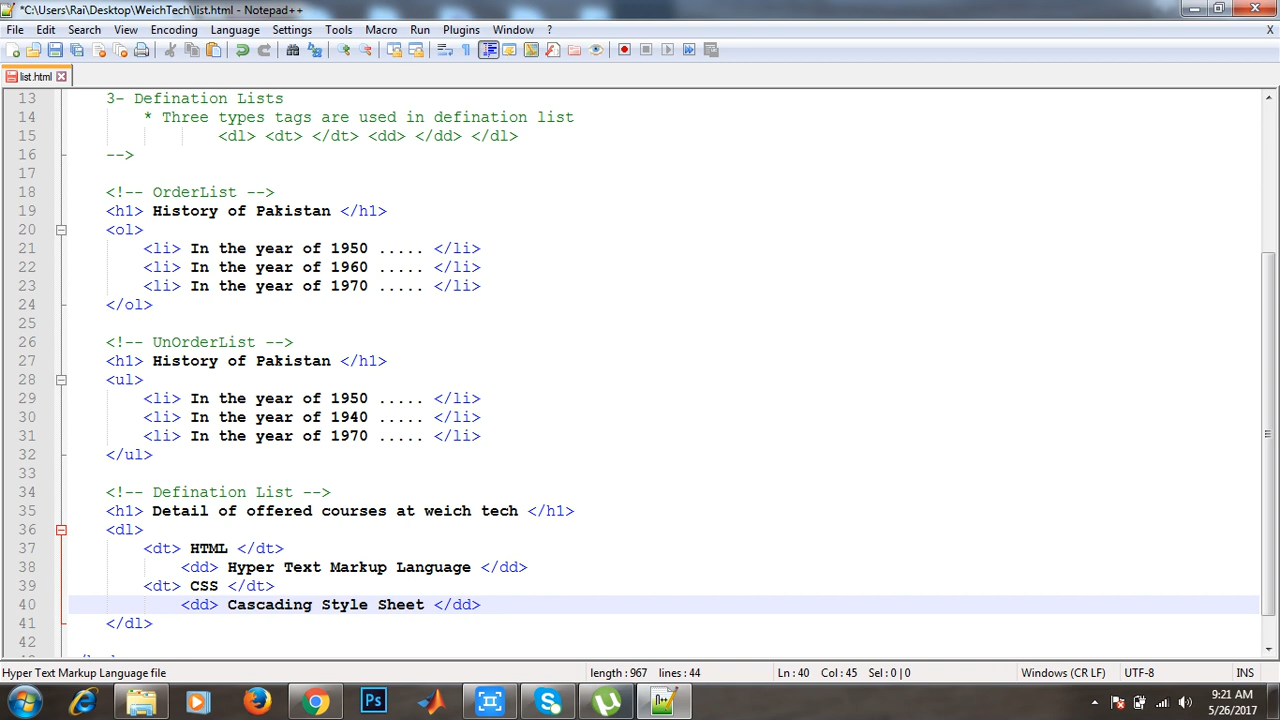 *C:\Users\Rai\Desktop\WeichTech\list.html - Notepad++
File Edit Search View Encoding Language Settings Tools Macro Run Plugins Window ? X
list.html
13 3- Defination Lists
14 * Three types tags are used in defination list
15 <dl> <dt> </dt> <dd> </dd> </dl>
16 -->
17
18 <!-- OrderList -->
19 <h1> History of Pakistan </h1>
20 <ol>
21 <li> In the year of 1950 ..... </li>
22 <li> In the year of 1960 ..... </li>
23 <li> In the year of 1970 ..... </li>
24 </ol>
25
26 <!-- UnOrderList -->
27 <h1> History of Pakistan </h1>
28 <ul>
29 <li> In the year of 1950 ..... </li>
30 <li> In the year of 1940 ..... </li>
31 <li> In the year of 1970 ..... </li>
32 </ul>
33
34 <!-- Defination List -->
35 <h1> Detail of offered courses at weich tech </h1>
36 <dl>
37 <dt> HTML </dt>
38 <dd> Hyper Text Markup Language </dd>
39 <dt> CSS </dt>
40 <dd> Cascading Style Sheet </dd>
41 </dl>
42
Hyper Text Markup Language file length : 967 lines : 44 Ln : 40 Col : 45 Sel : 0 | 0 Windows (CR LF) UTF-8 INS
Ps
9:21 AM
5/26/2017